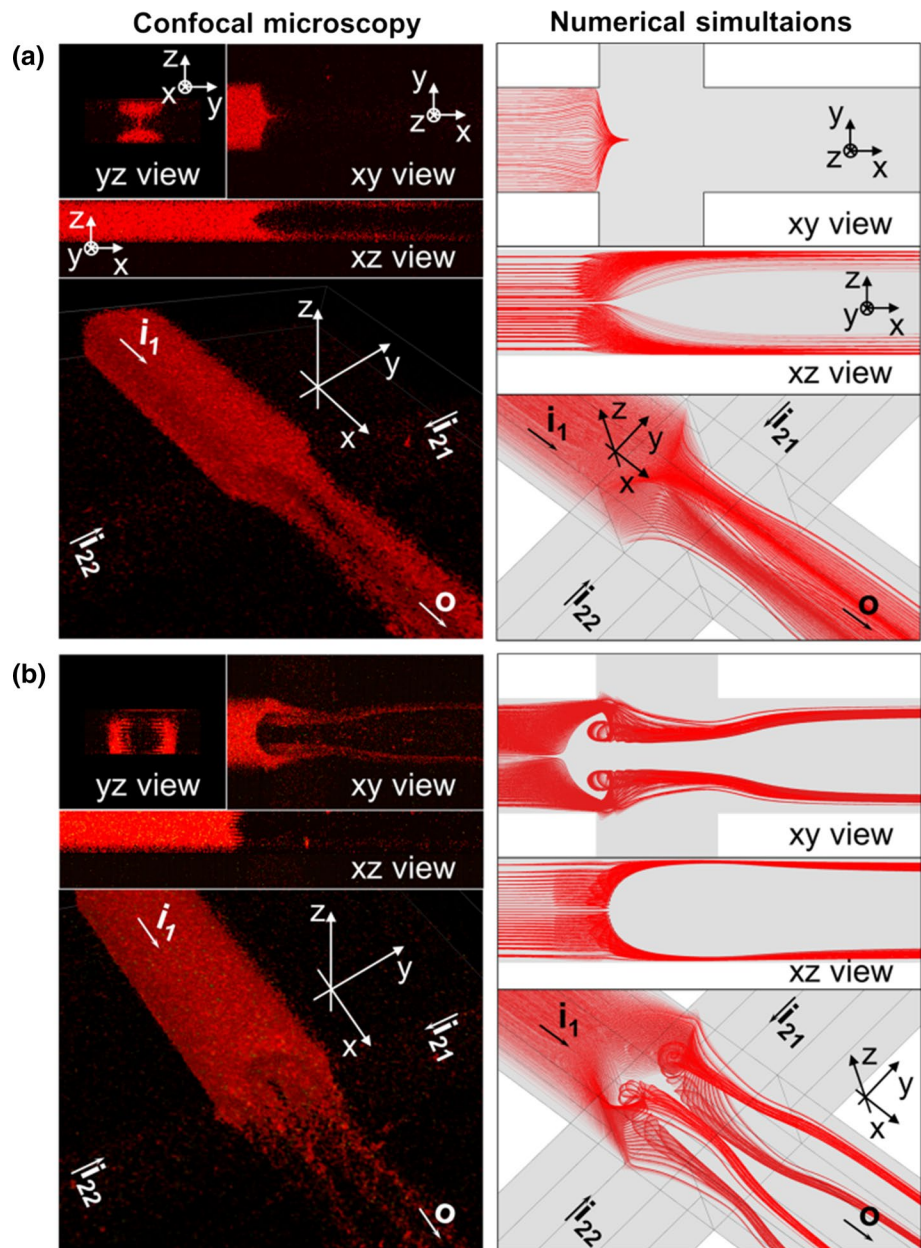 Confocal microscopy
Numerical simultaions
(a)
z
x y
yz view
y
z x
xy view
z
y x
xz view
i1
z
y
x
i21
i22
o
y
z x
xy view
z
y x
xz view
i1
z
y
x
i21
i22
o
(b)
yz view
xy view
xz view
i1
z
y
x
i21
i22
o
xy view
xz view
i1
i21
z
y
x
i22
o